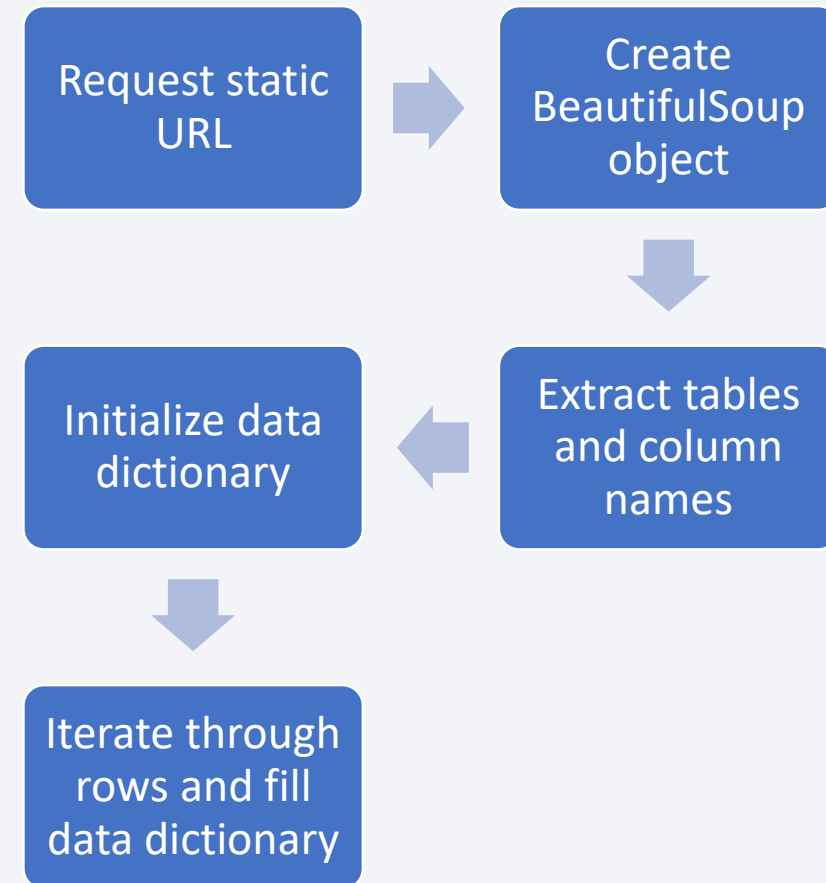 Request static
URL
Create
BeautifulSoup
object
Extract tables
and column
names
Initialize data
dictionary
Iterate through
rows and fill
data dictionary